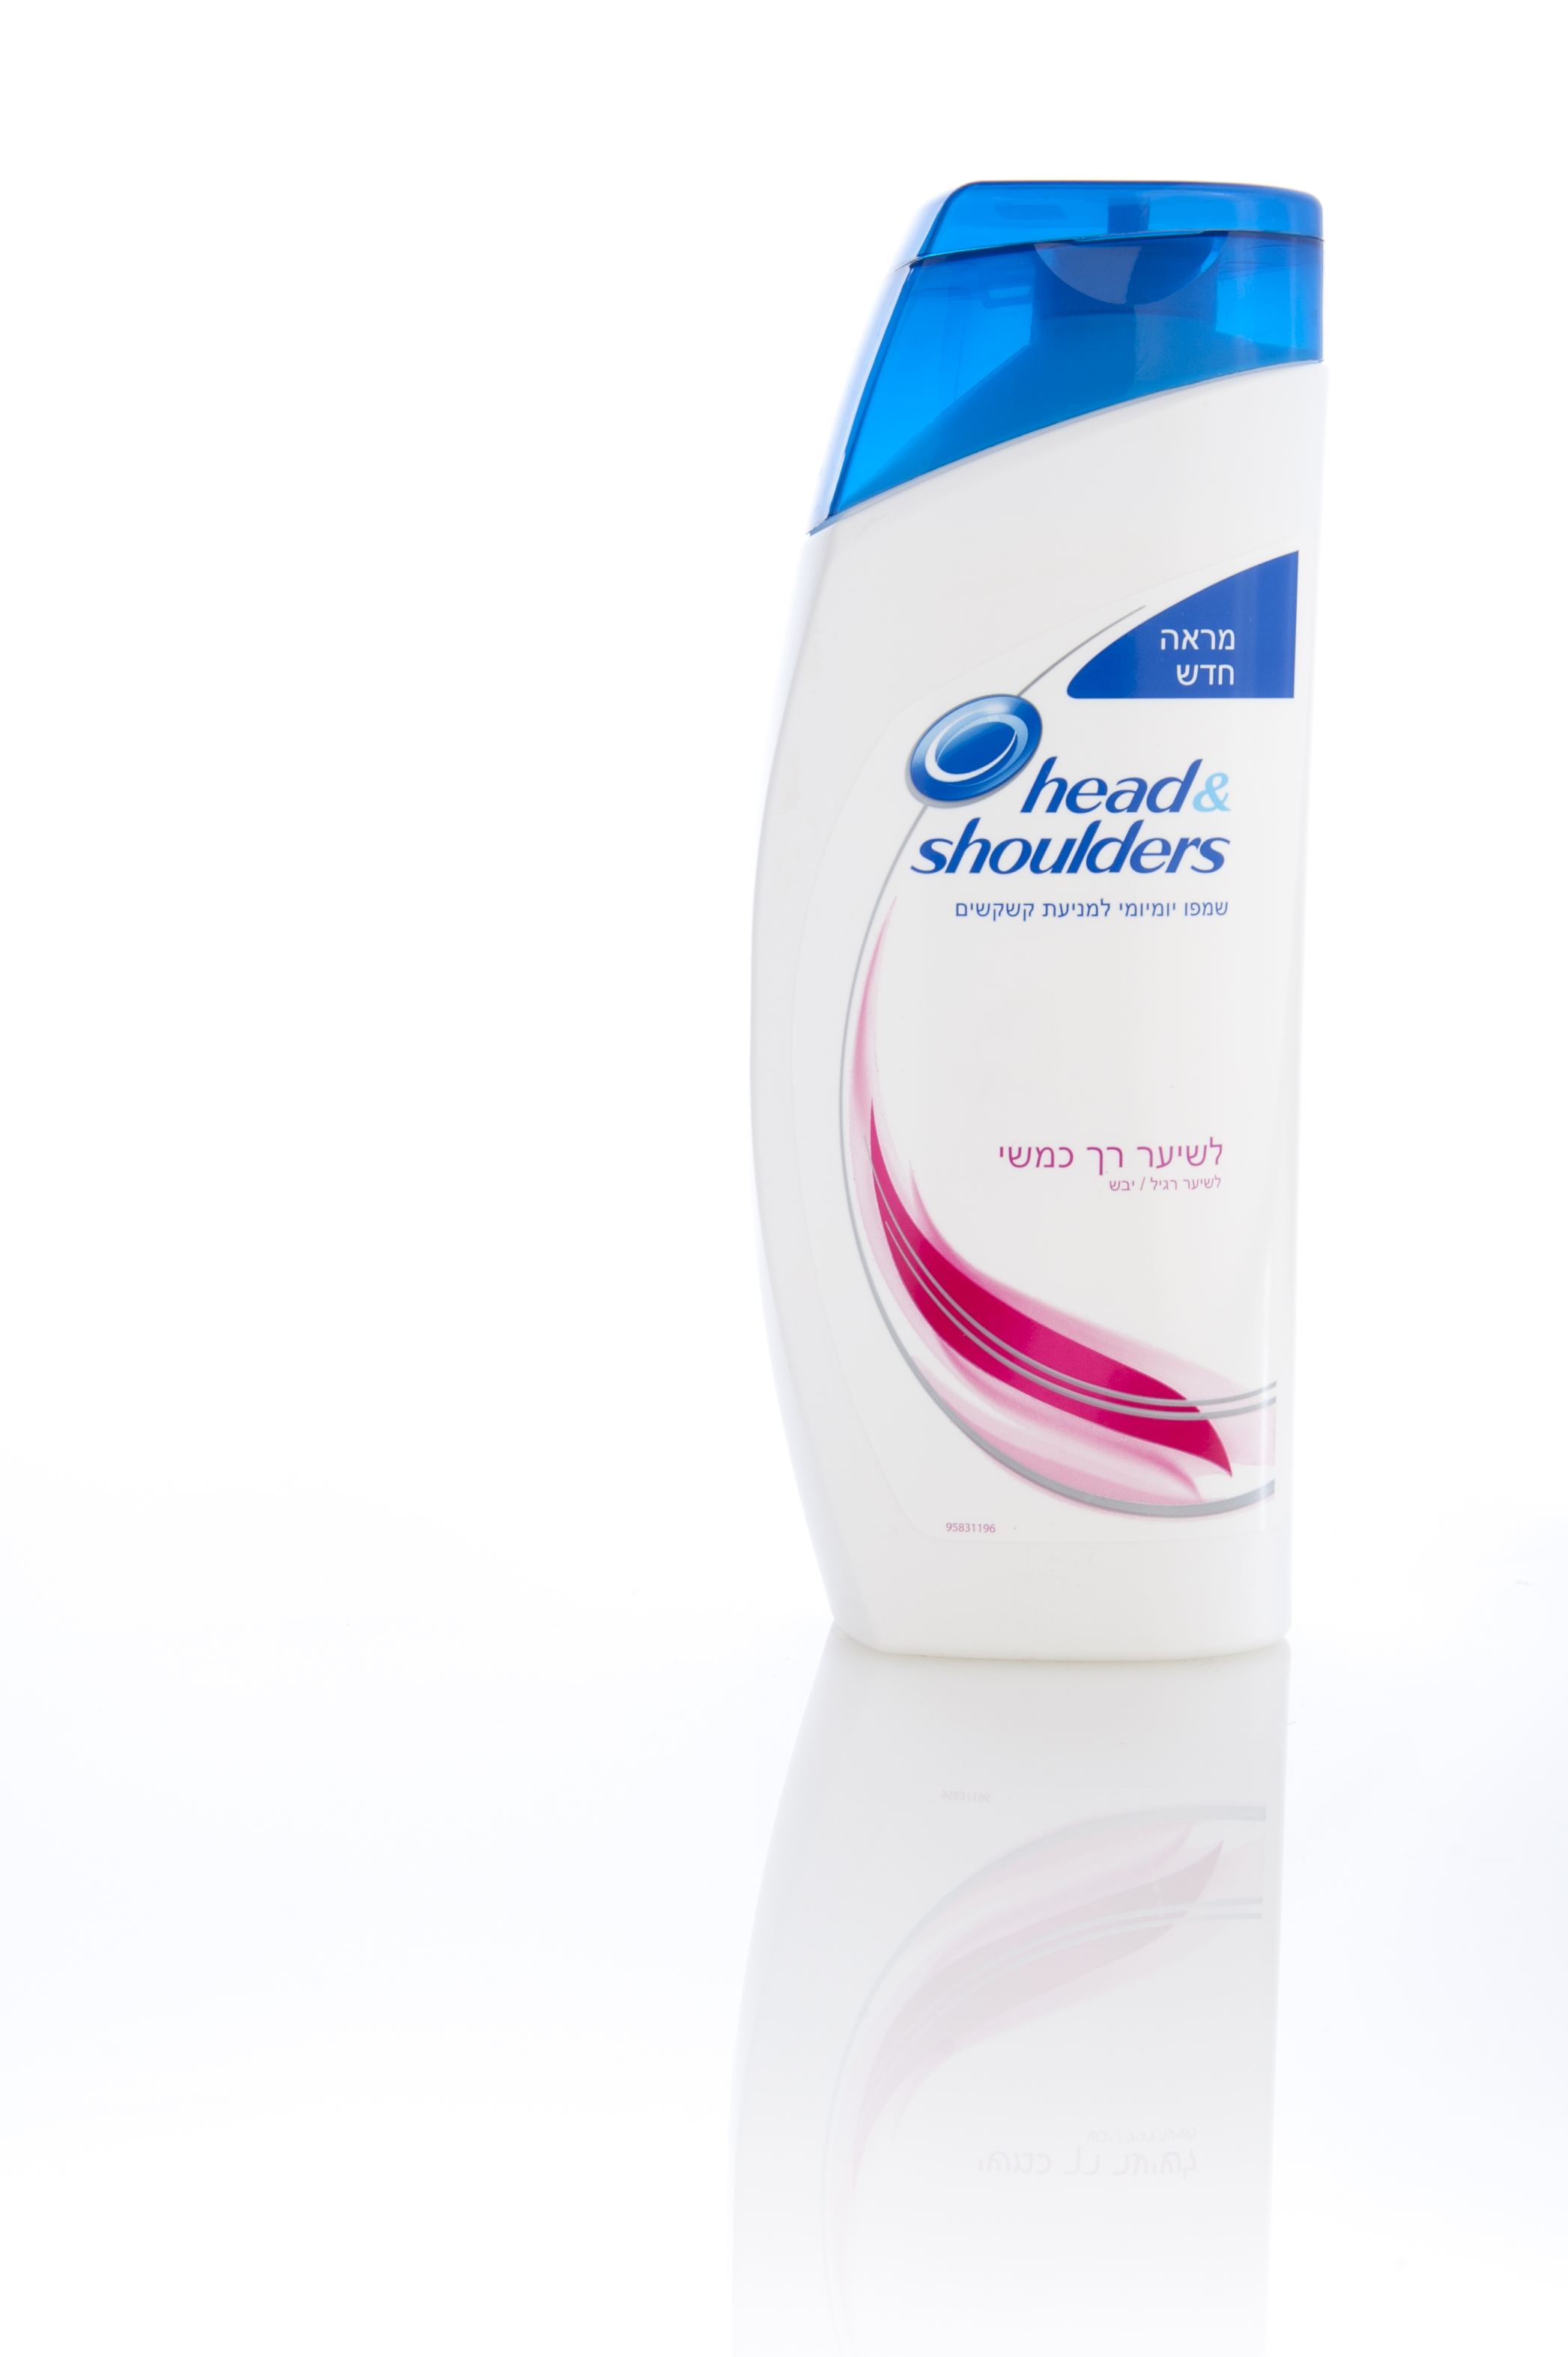 מראה
חדש
head&
shoulders
שמפו יומיומי למניעת קשקשים
לשיער רך כמשי
לשיער רגיל / יבש
95831196